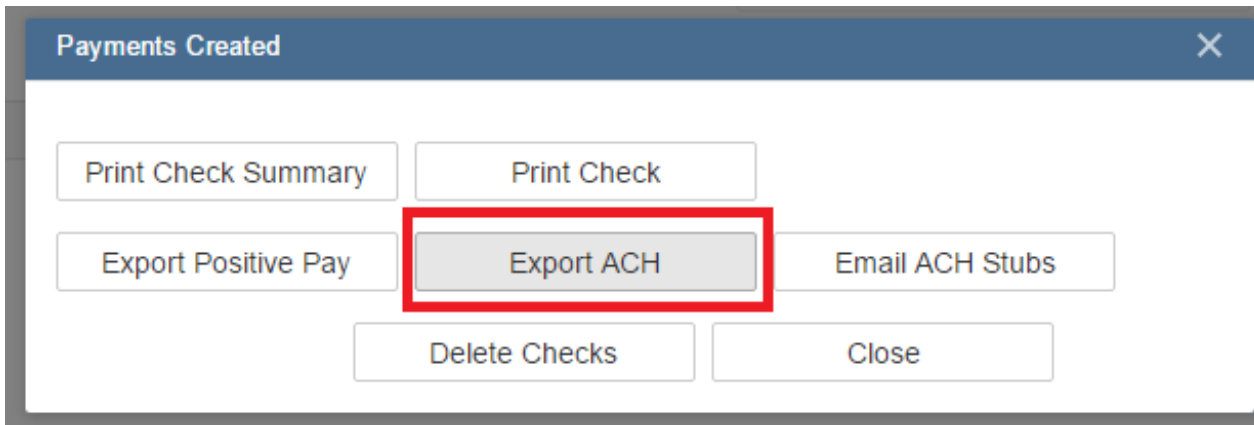 Payments Created
Print Check Summary Print Check
Export Positive Pay Export ACH Email ACH Stubs
Delete Checks Close